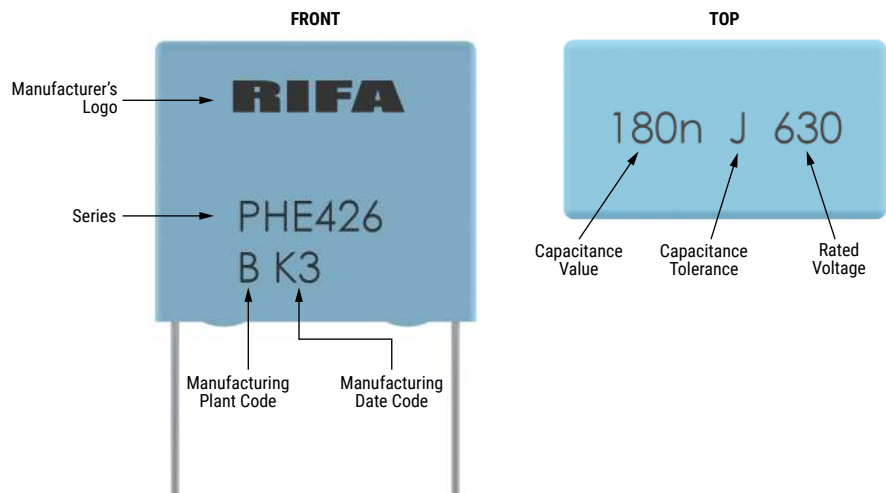 FRONT
Manufacturer's
Logo
RIFA
Series
PHE426
B K3
Manufacturing
Plant Code
Manufacturing
Date Code
TOP
180n J 630
Capacitance
Value
Capacitance
Tolerance
Rated
Voltage